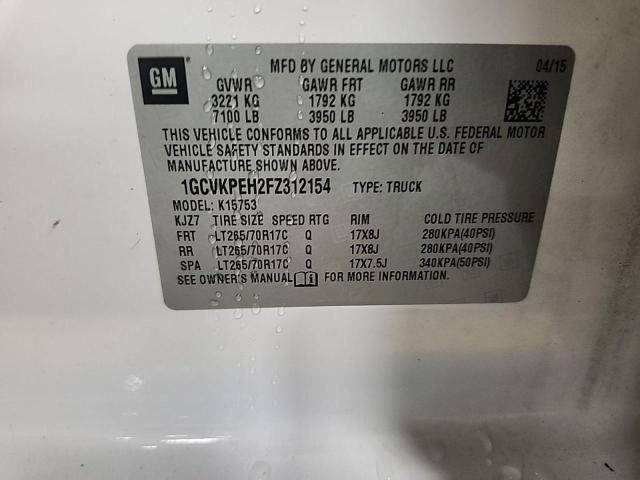 GM
MFD BY GENERAL MOTORS LLC 04/15
GVWR GAWR FRT GAWR RR
3221 KG 1792 KG 1792 KG
7100 LB 3950 LB 3950 LB
THIS VEHICLE CONFORMS TO ALL APPLICABLE U.S. FEDERAL MOTOR
VEHICLE SAFETY STANDARDS IN EFFECT ON THE DATE OF
MANUFACTURE SHOWN ABOVE.
1GCVKPEH2FZ312154 TYPE: TRUCK
MODEL: K15753
KJZ7 TIRE SIZE SPEED RTG RIM COLD TIRE PRESSURE
FRT LT265/70R17C Q 17X8J 280KPA(40PSI)
RR LT265/70R17C Q 17X8J 280KPA(40PSI)
SPA LT265/70R17C Q 17X7.5J 340KPA(50PSI)
SEE OWNER'S MANUAL i FOR MORE INFORMATION.